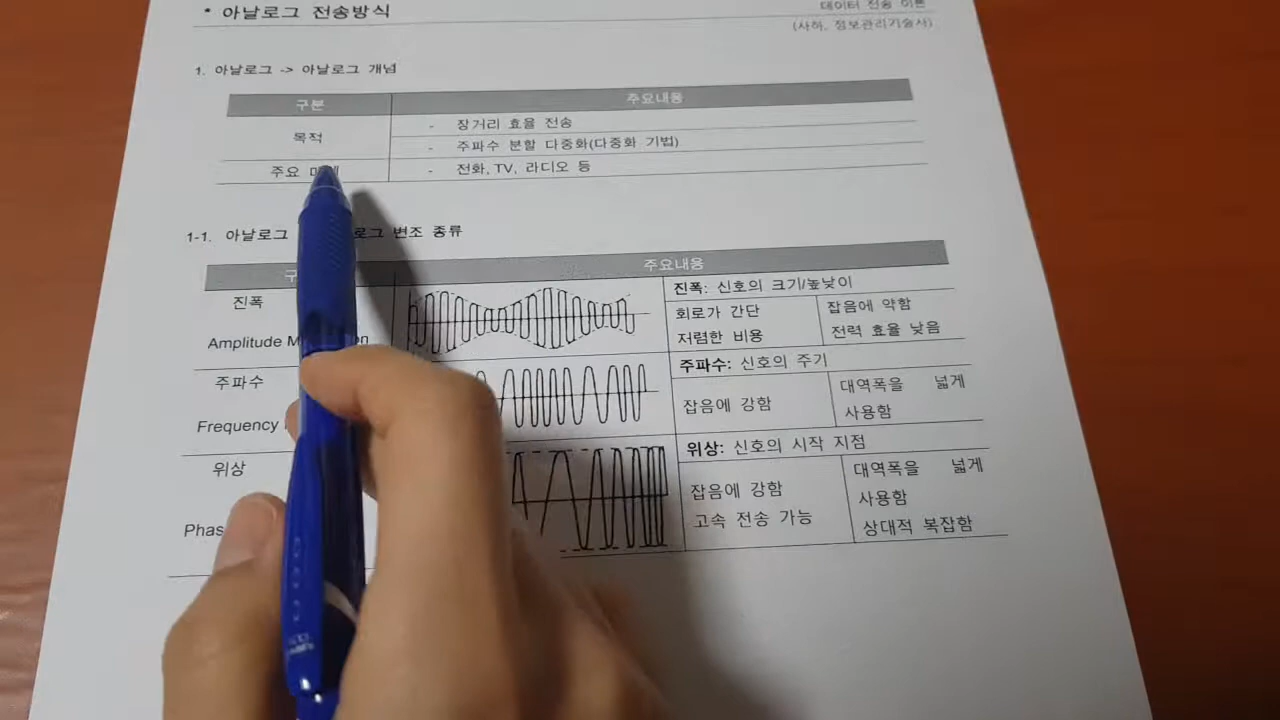 * 아날로그 전송방식
데이터 전송 이론
(사하, 정보관리기술사)
1. 아날로그 -> 아날로그 개념
구분 주요내용
목적 - 장거리 효율 전송
- 주파수 분할 다중화(다중화 기법)
주요 - 전화, TV, 라디오 등
1-1. 아날로그 변조 종류
주요내용
진폭 진폭: 신호의 크기/높낮이
회로가 간단 잡음에 약함
저렴한 비용 전력 효율 낮음
Amplitude
주파수 주파수: 신호의 주기
잡음에 강함 대역폭을 넓게
사용함
Frequency
위상 위상: 신호의 시작 지점
잡음에 강함 대역폭을 넓게
고속 전송 가능 사용함
상대적 복잡함